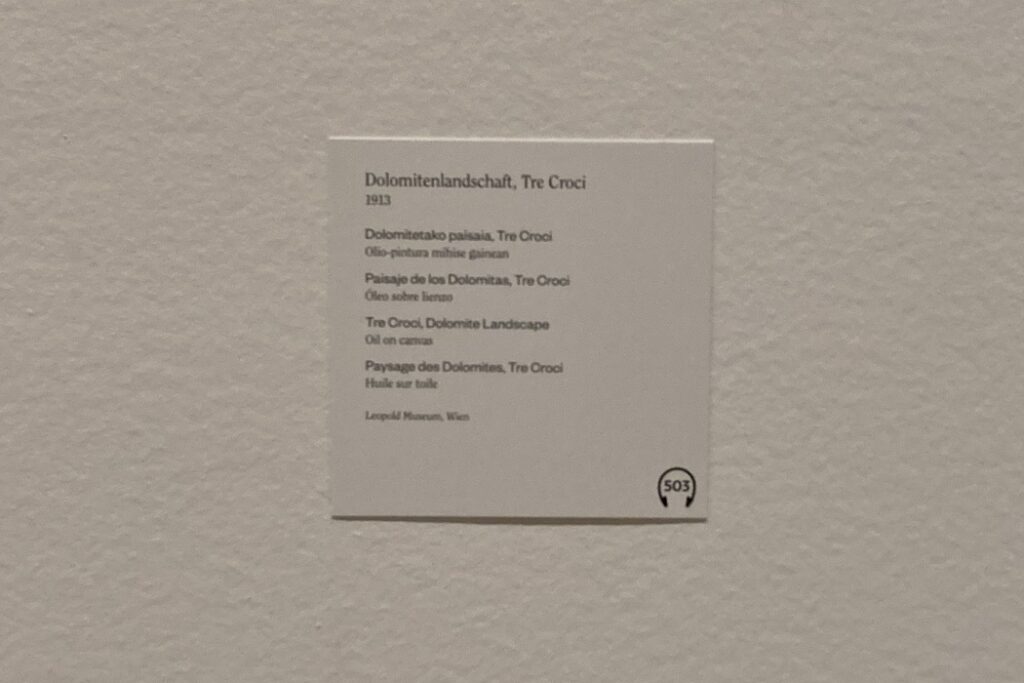 Dolomitenlandschaft, Tre Croci
1913
Dolomitetako paisaia, Tre Croci
Olio-pintura mihise gainean
Paisaje de los Dolomitas, Tre Croci
Óleo sobre lienzo
Tre Croci, Dolomite Landscape
Oil on canvas
Paysage des Dolomites, Tre Croci
Huile sur toile
Leopold Museum, Wien
503